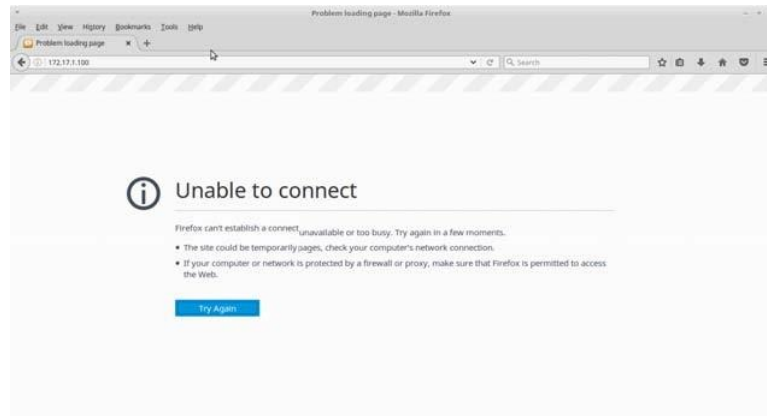 Problem loading page - Mozilla Firefox
File Edit View History Bookmarks Tools Help
Problem loading page
172.17.1.100
Search
Unable to connect
Firefox can't establish a connect unavailable or too busy. Try again in a few moments.
The site could be temporarily pages, check your computer's network connection.
If your computer or network is protected by a firewall or proxy, make sure that Firefox is permitted to access
the Web.
Try Again